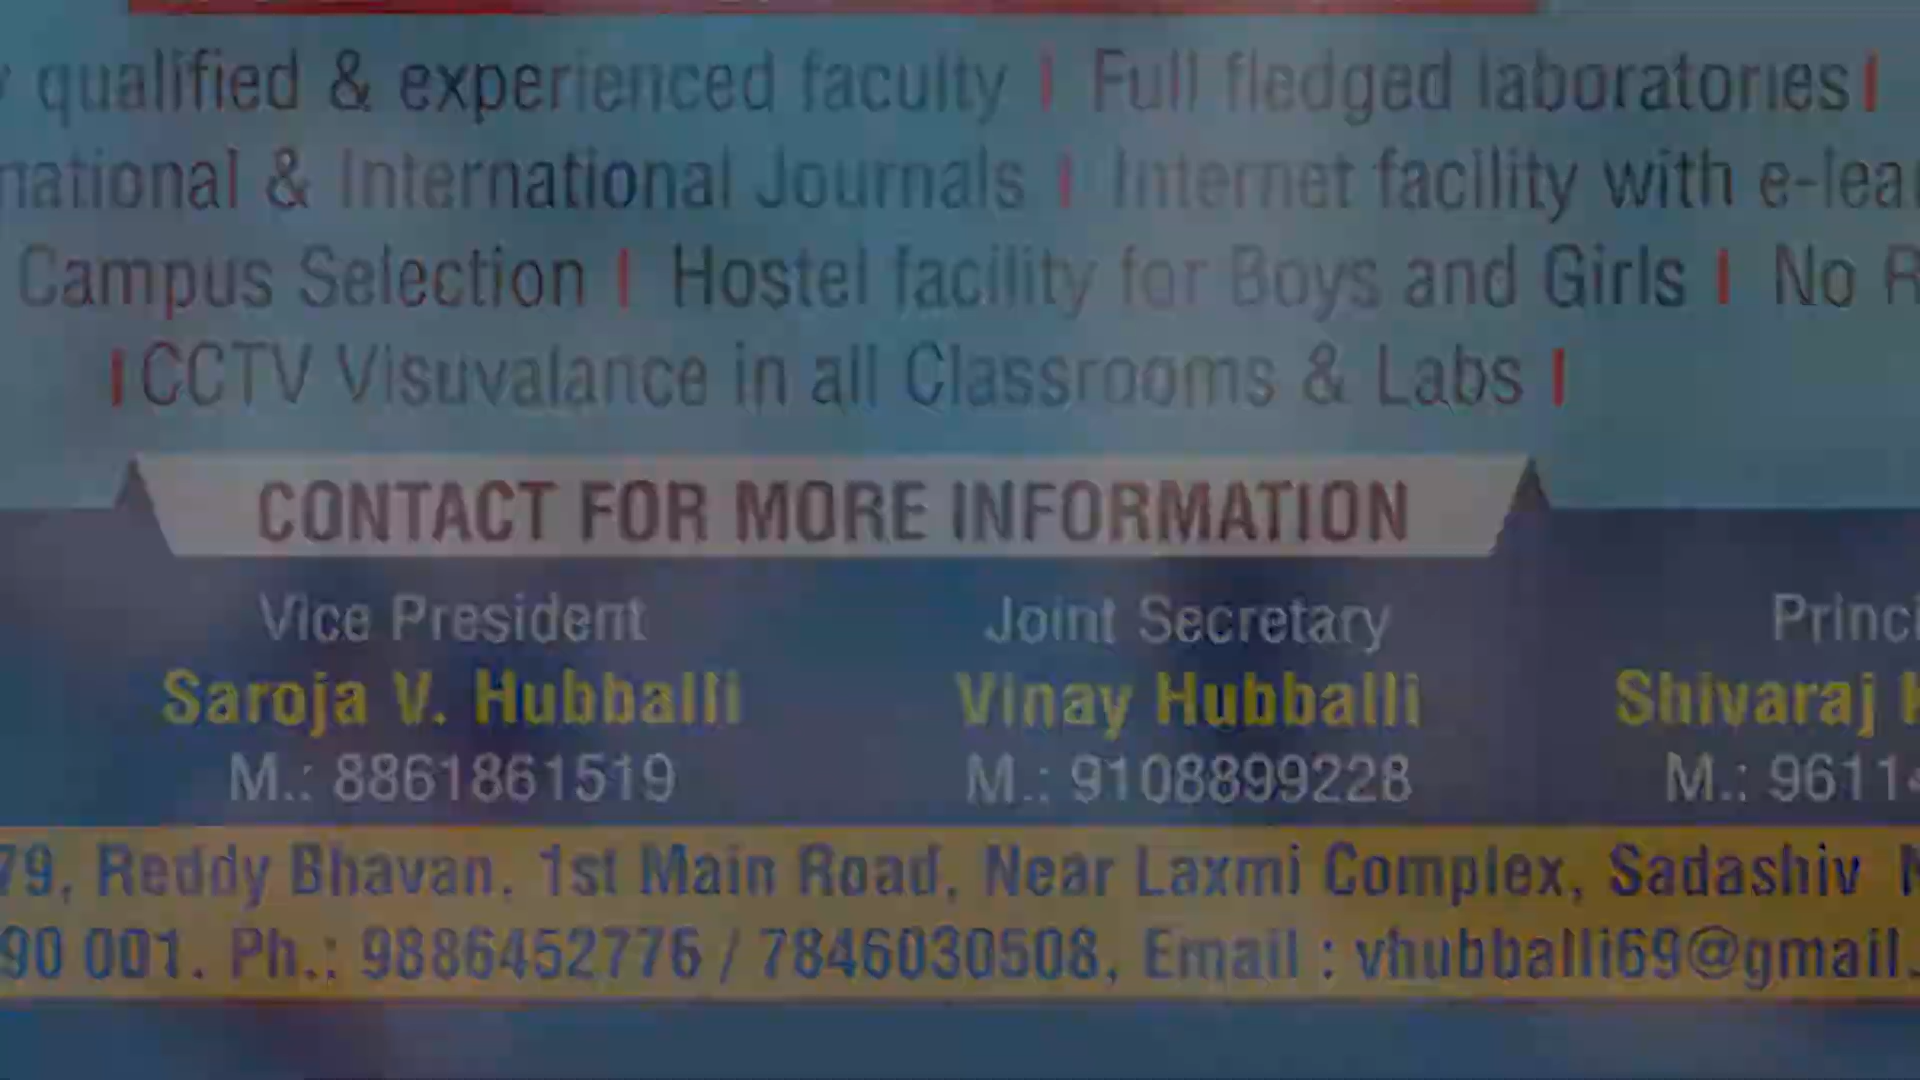 qualified & experienced faculty | Full fledged laboratories |
national & International Journals | Internet facility with
Campus Selection | Hostel facility for Boys and Girls | No
| CCTV Visuvalance in all Classrooms & Labs |
CONTACT FOR MORE INFORMATION
Vice President Joint Secretary
Saroja V. Hubballi Vinay Hubballi Shivaraj
M.: 8861861519 M.: 9108899228 M.: 9611
79, Reddy Bhavan, 1st Main Road, Near Laxmi Complex, Sadashiv
90 001. Ph.: 9886452776 / 7846030508, Email : vhubballi69@gmail.